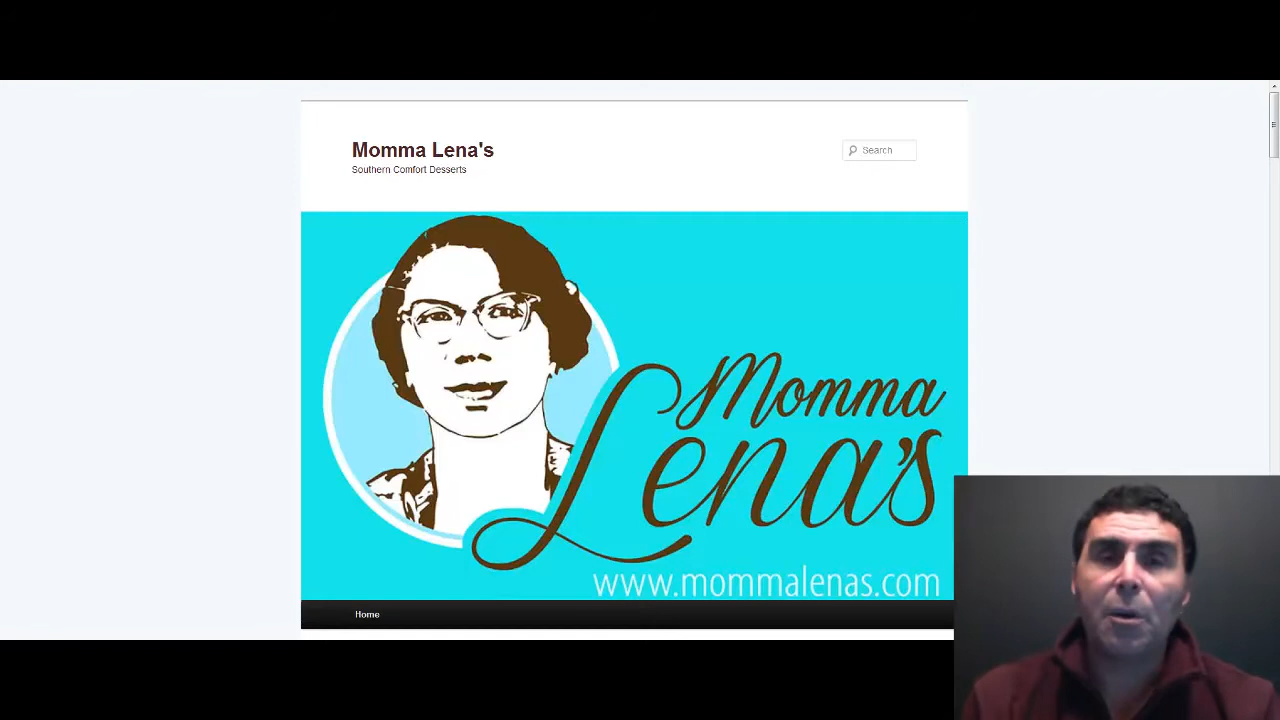 Momma Lena's
Southern Comfort Desserts
Search
Momma
Lena's
www.mommalenas.com
Home